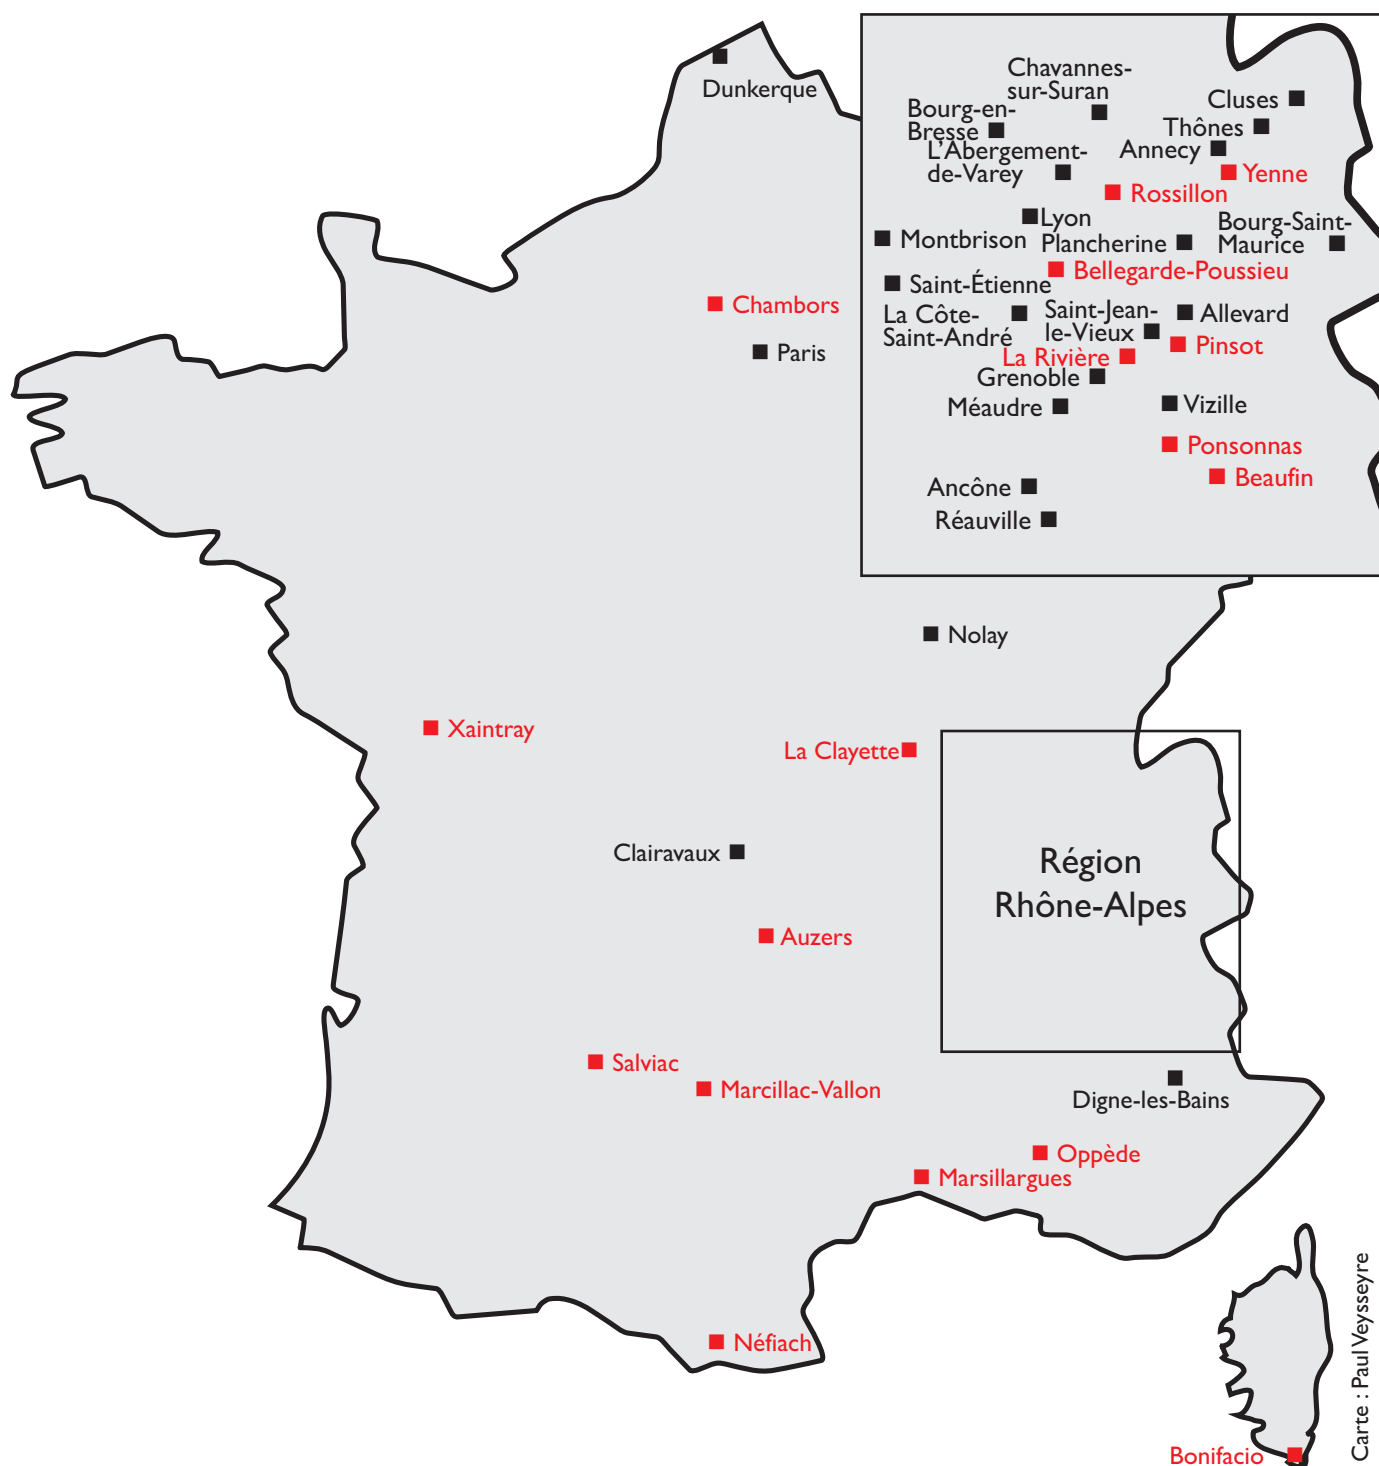 Dunkerque
Chavannes-
sur-Suran
Cluses
Bourg-en-
Bresse
Thônes
L'Abergement-
de-Varey
Annecy
Yenne
Rossillon
Lyon
Bourg-Saint-
Maurice
Montbrison
Plancherine
Bellegarde-Poussieu
Saint-Étienne
La Côte-
Saint-André
Saint-Jean-
le-Vieux
Allevard
Pinsot
La Rivière
Grenoble
Méaudre
Vizille
Ponsonnas
Beaufin
Ancône
Réauville
Chambors
Paris
Nolay
Xaintray
La Clayette
Clairavaux
Région
Rhône-Alpes
Auzers
Salviac
Marcillac-Vallon
Digne-les-Bains
Oppède
Marsillargues
Néfiach
Bonifacio
Carte : Paul Veysseyre